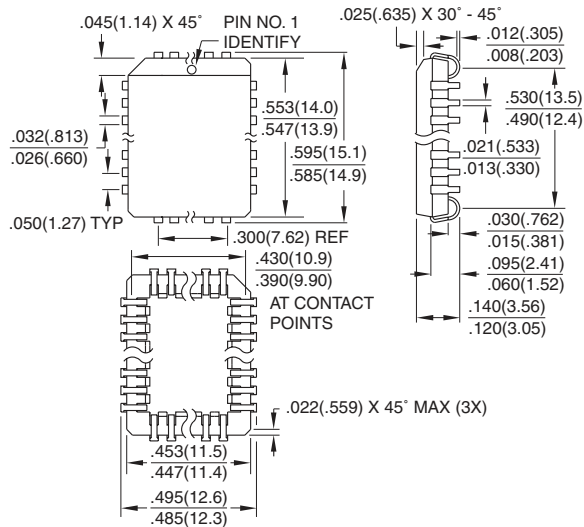 .045(1.14) X 45˚
PIN NO. 1
IDENTIFY
.025(.635) X 30˚ - 45˚
.012(.305)
.008(.203)
.553(14.0)
.547(13.9)
.595(15.1)
.585(14.9)
.530(13.5)
.490(12.4)
.032(.813)
.026(.660)
.021(.533)
.013(.330)
.050(1.27) TYP
.300(7.62) REF
.430(10.9)
.390(9.90)
AT CONTACT
POINTS
.030(.762)
.015(.381)
.095(2.41)
.060(1.52)
.140(3.56)
.120(3.05)
.022(.559) X 45˚ MAX (3X)
.453(11.5)
.447(11.4)
.495(12.6)
.485(12.3)